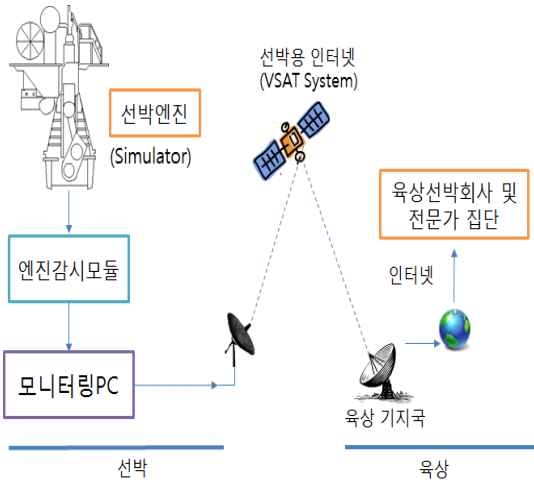 선박엔진
(Simulator)
엔진감시모듈
모니터링PC
선박용 인터넷
(VSAT System)
육상선박회사 및
전문가 집단
인터넷
육상 기지국
선박
육상